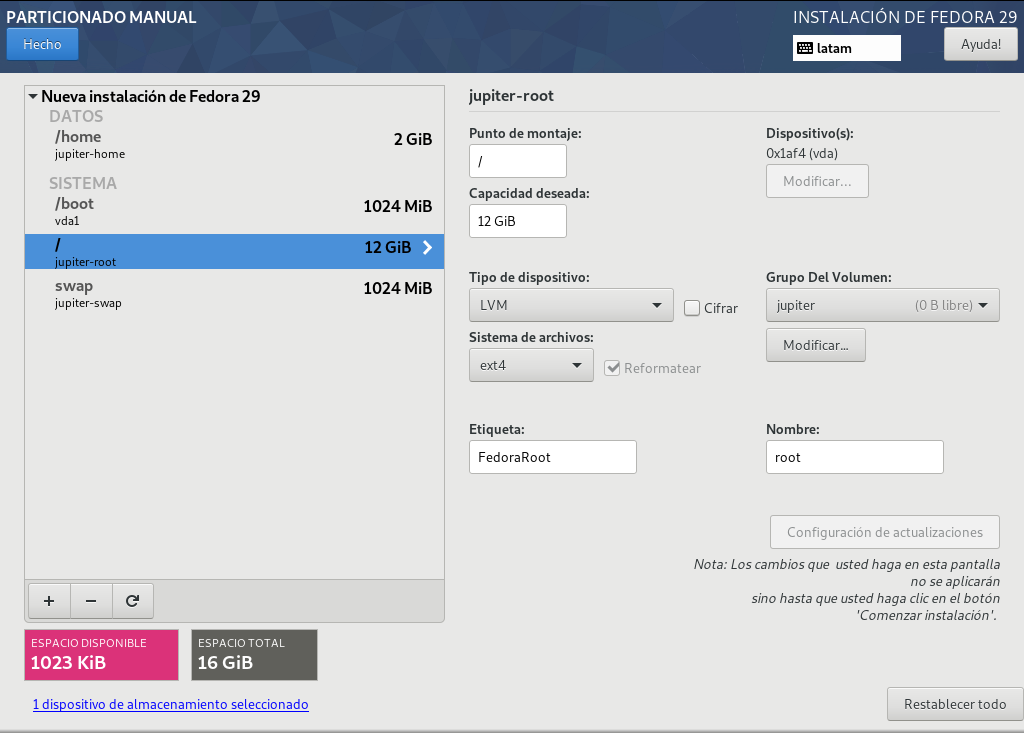 PARTICIONADO MANUAL
INSTALACIÓN DE FEDORA 29
Hecho
latam
Ayuda!
Nueva instalación de Fedora 29
DATOS
/home
2 GiB
jupiter-home
SISTEMA
/boot
1024 MiB
vda1
/
12 GiB
jupiter-root
swap
1024 MiB
jupiter-swap
+ −
ESPACIO DISPONIBLE
1023 KiB
ESPACIO TOTAL
16 GiB
1 dispositivo de almacenamiento seleccionado
jupiter-root
Punto de montaje:
/
Capacidad deseada:
12 GiB
Dispositivo(s):
0x1af4 (vda)
Modificar...
Tipo de dispositivo:
LVM
Cifrar
Sistema de archivos:
ext4
Reformatear
Grupo Del Volumen:
jupiter (0 B libre)
Modificar...
Etiqueta:
FedoraRoot
Nombre:
root
Configuración de actualizaciones
Nota: Los cambios que  usted haga en esta pantalla
no se aplicarán
sino hasta que usted haga clic en el botón
'Comenzar instalación'.
Restablecer todo